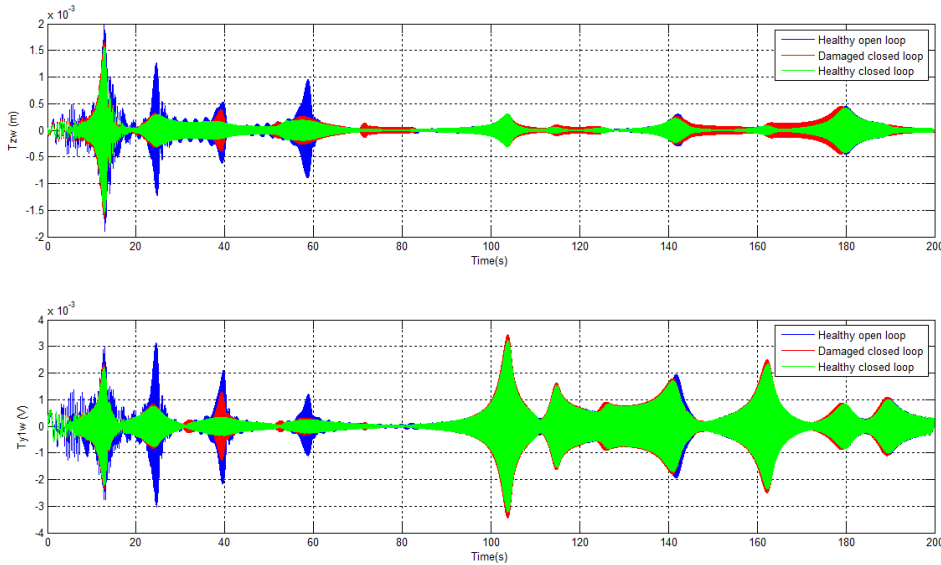 x 10⁻³
2
1.5
1
0.5
0
-0.5
-1
-1.5
-2
Tzw (m)
0 20 40 60 80 100 120 140 160 180 200
Time(s)
Healthy open loop
Damaged closed loop
Healthy closed loop
x 10⁻³
4
3
2
1
0
-1
-2
-3
-4
Ty1w (V)
0 20 40 60 80 100 120 140 160 180 200
Time(s)
Healthy open loop
Damaged closed loop
Healthy closed loop